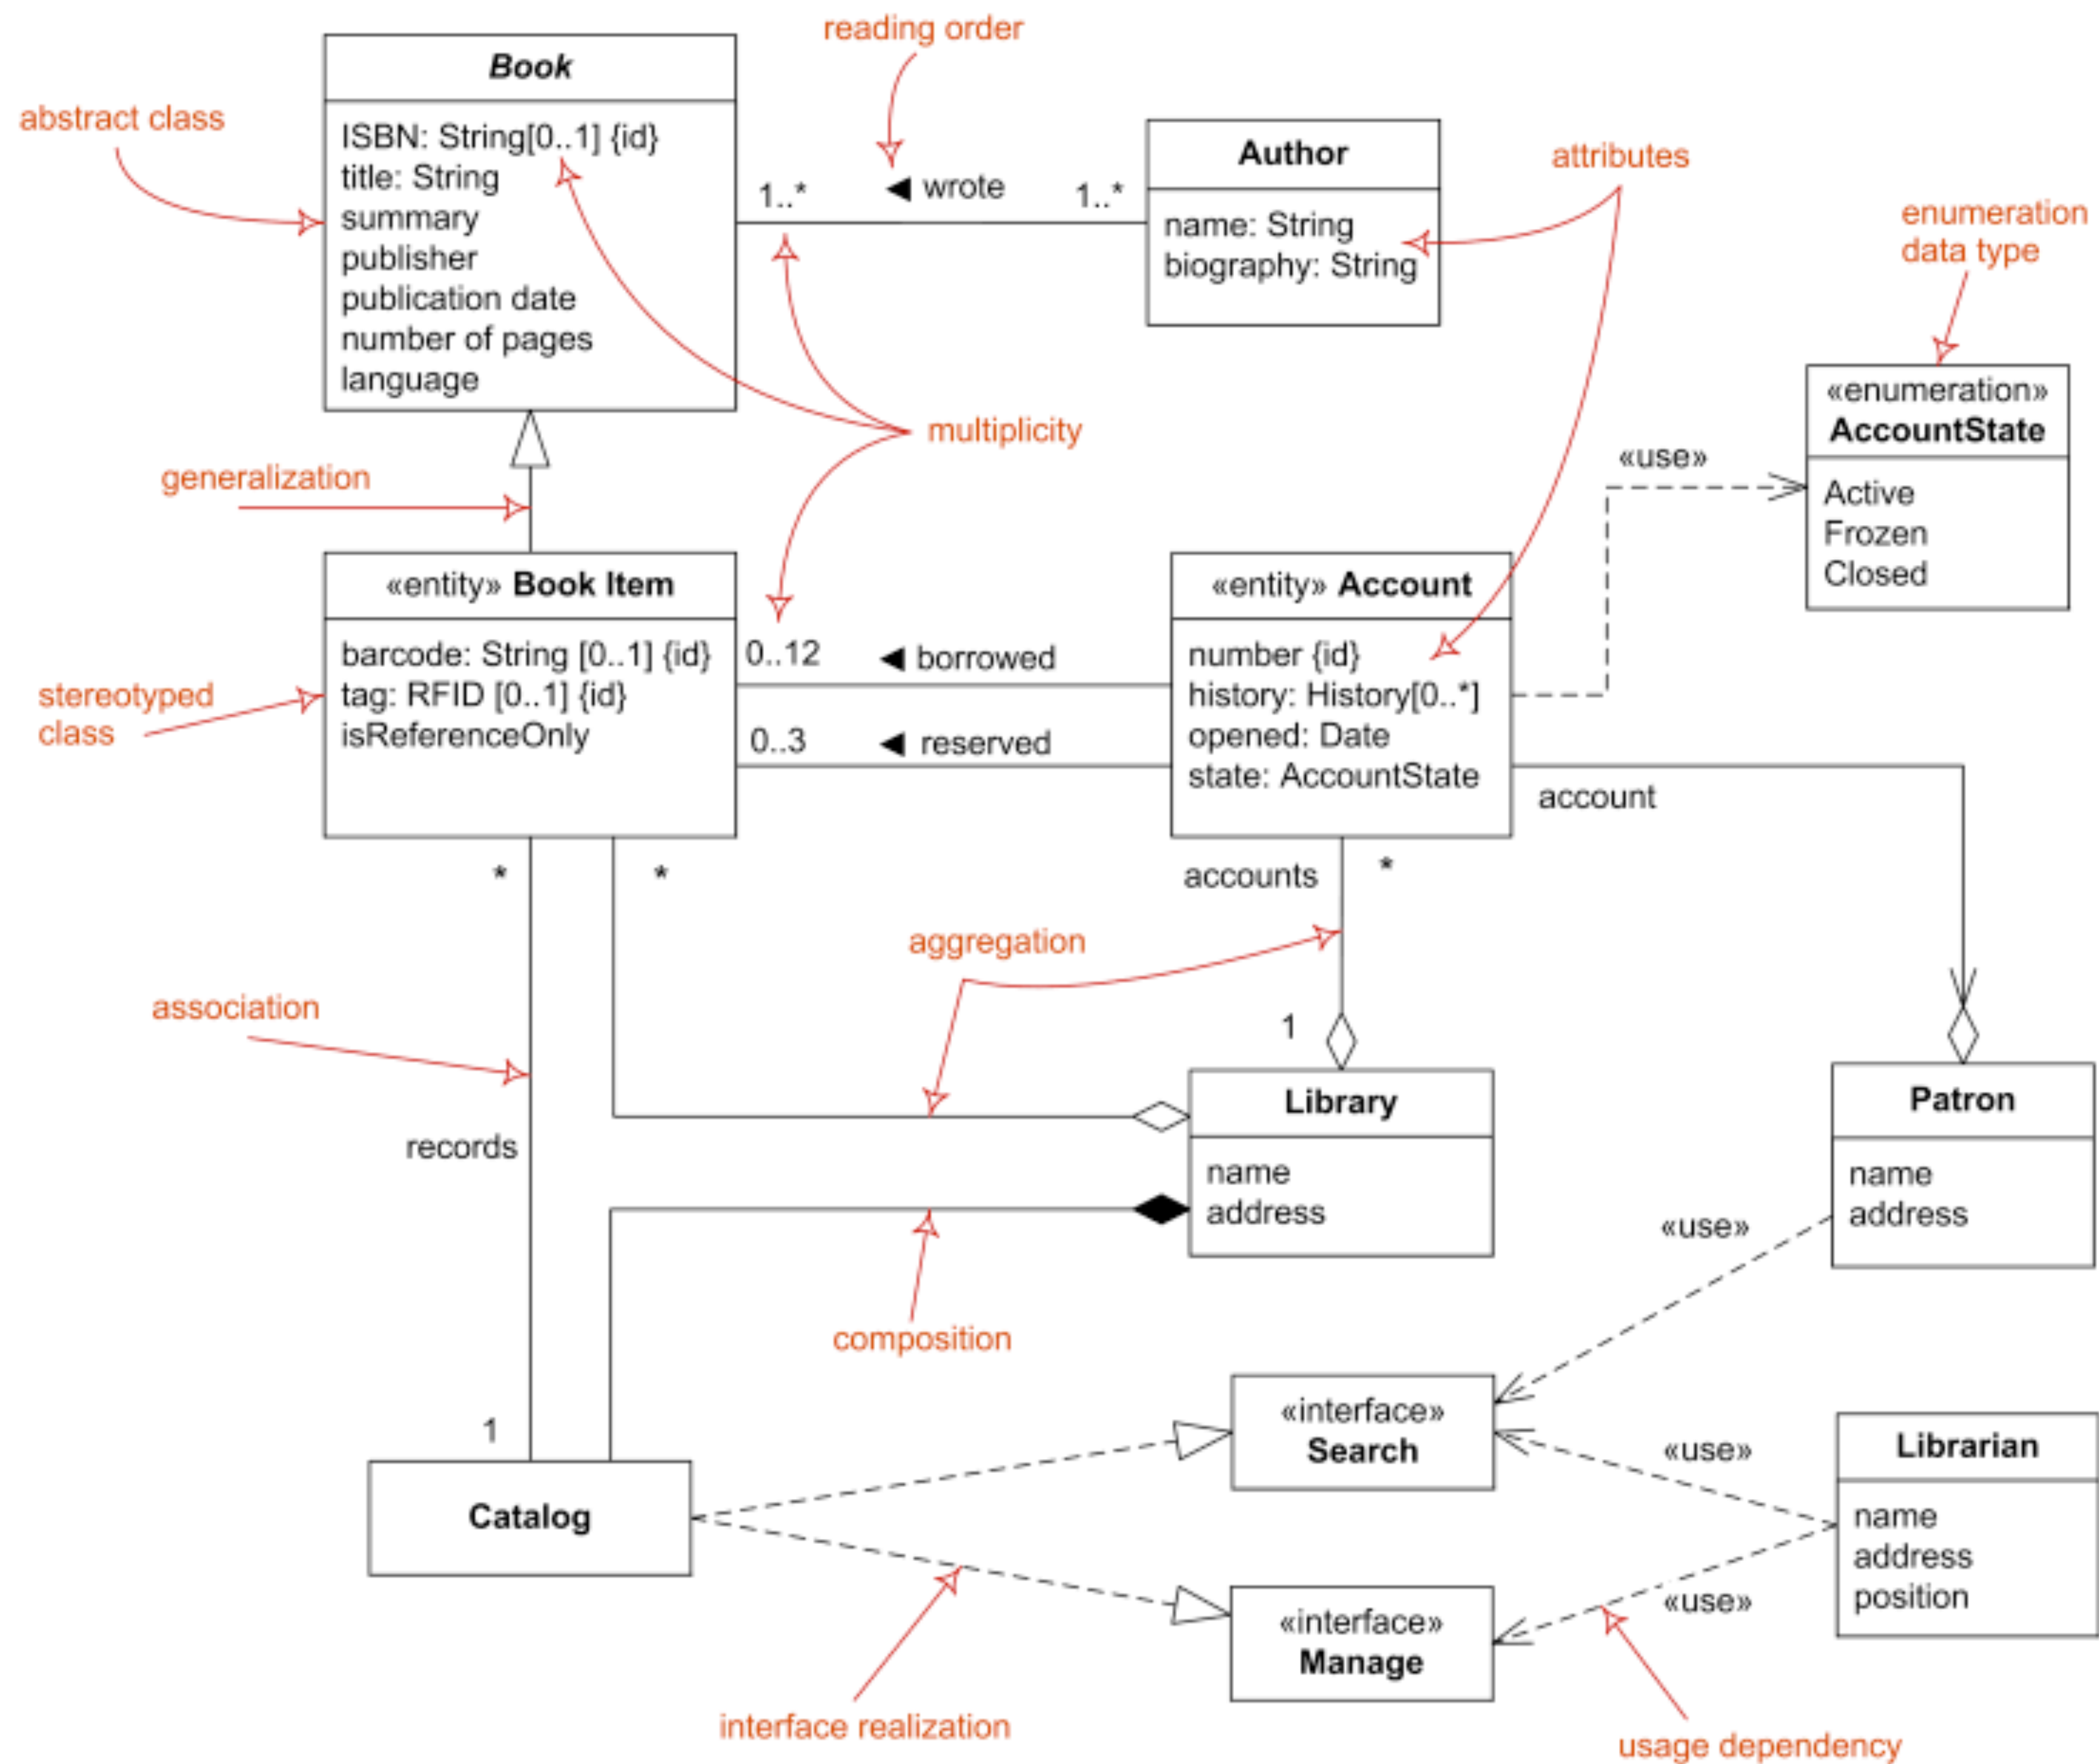 reading order
Book
abstract class
ISBN: String[0..1] {id}
title: String
summary
publisher
publication date
number of pages
language
1..*
◀ wrote
1..*
Author
name: String
biography: String
attributes
enumeration
data type
«enumeration»
AccountState
Active
Frozen
Closed
«use»
multiplicity
generalization
«entity» Book Item
barcode: String [0..1] {id}
tag: RFID [0..1] {id}
isReferenceOnly
stereotyped
class
0..12
◀ borrowed
0..3
◀ reserved
«entity» Account
number {id}
history: History[0..*]
opened: Date
state: AccountState
account
*
*
accounts
*
aggregation
association
1
records
Library
name
address
Patron
name
address
composition
«use»
1
Catalog
«interface»
Search
«use»
Librarian
name
address
position
«interface»
Manage
«use»
interface realization
usage dependency